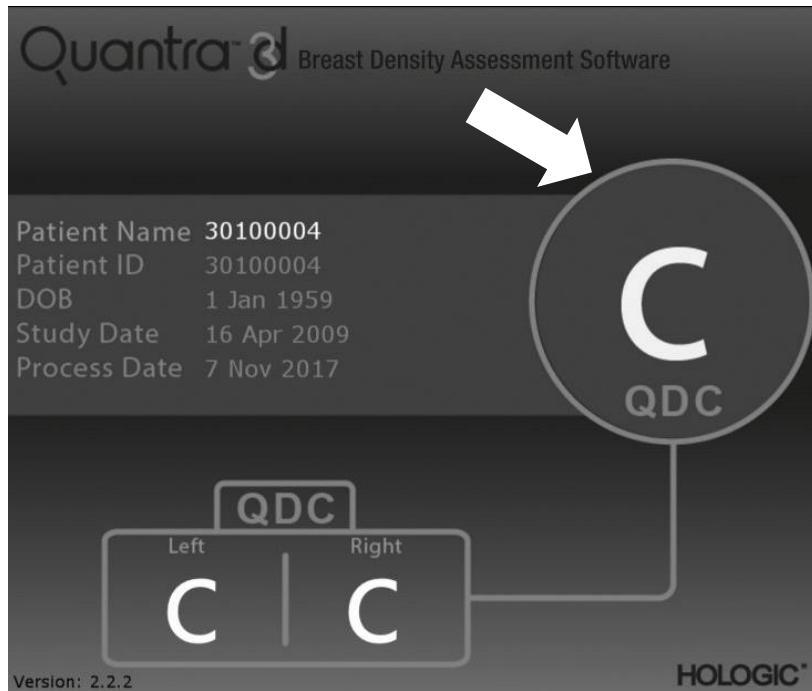 Quantra™ 3d Breast Density Assessment Software
Patient Name 30100004
Patient ID 30100004
DOB 1 Jan 1959
Study Date 16 Apr 2009
Process Date 7 Nov 2017
C
QDC
QDC
Left Right
C C
Version: 2.2.2
HOLOGIC®